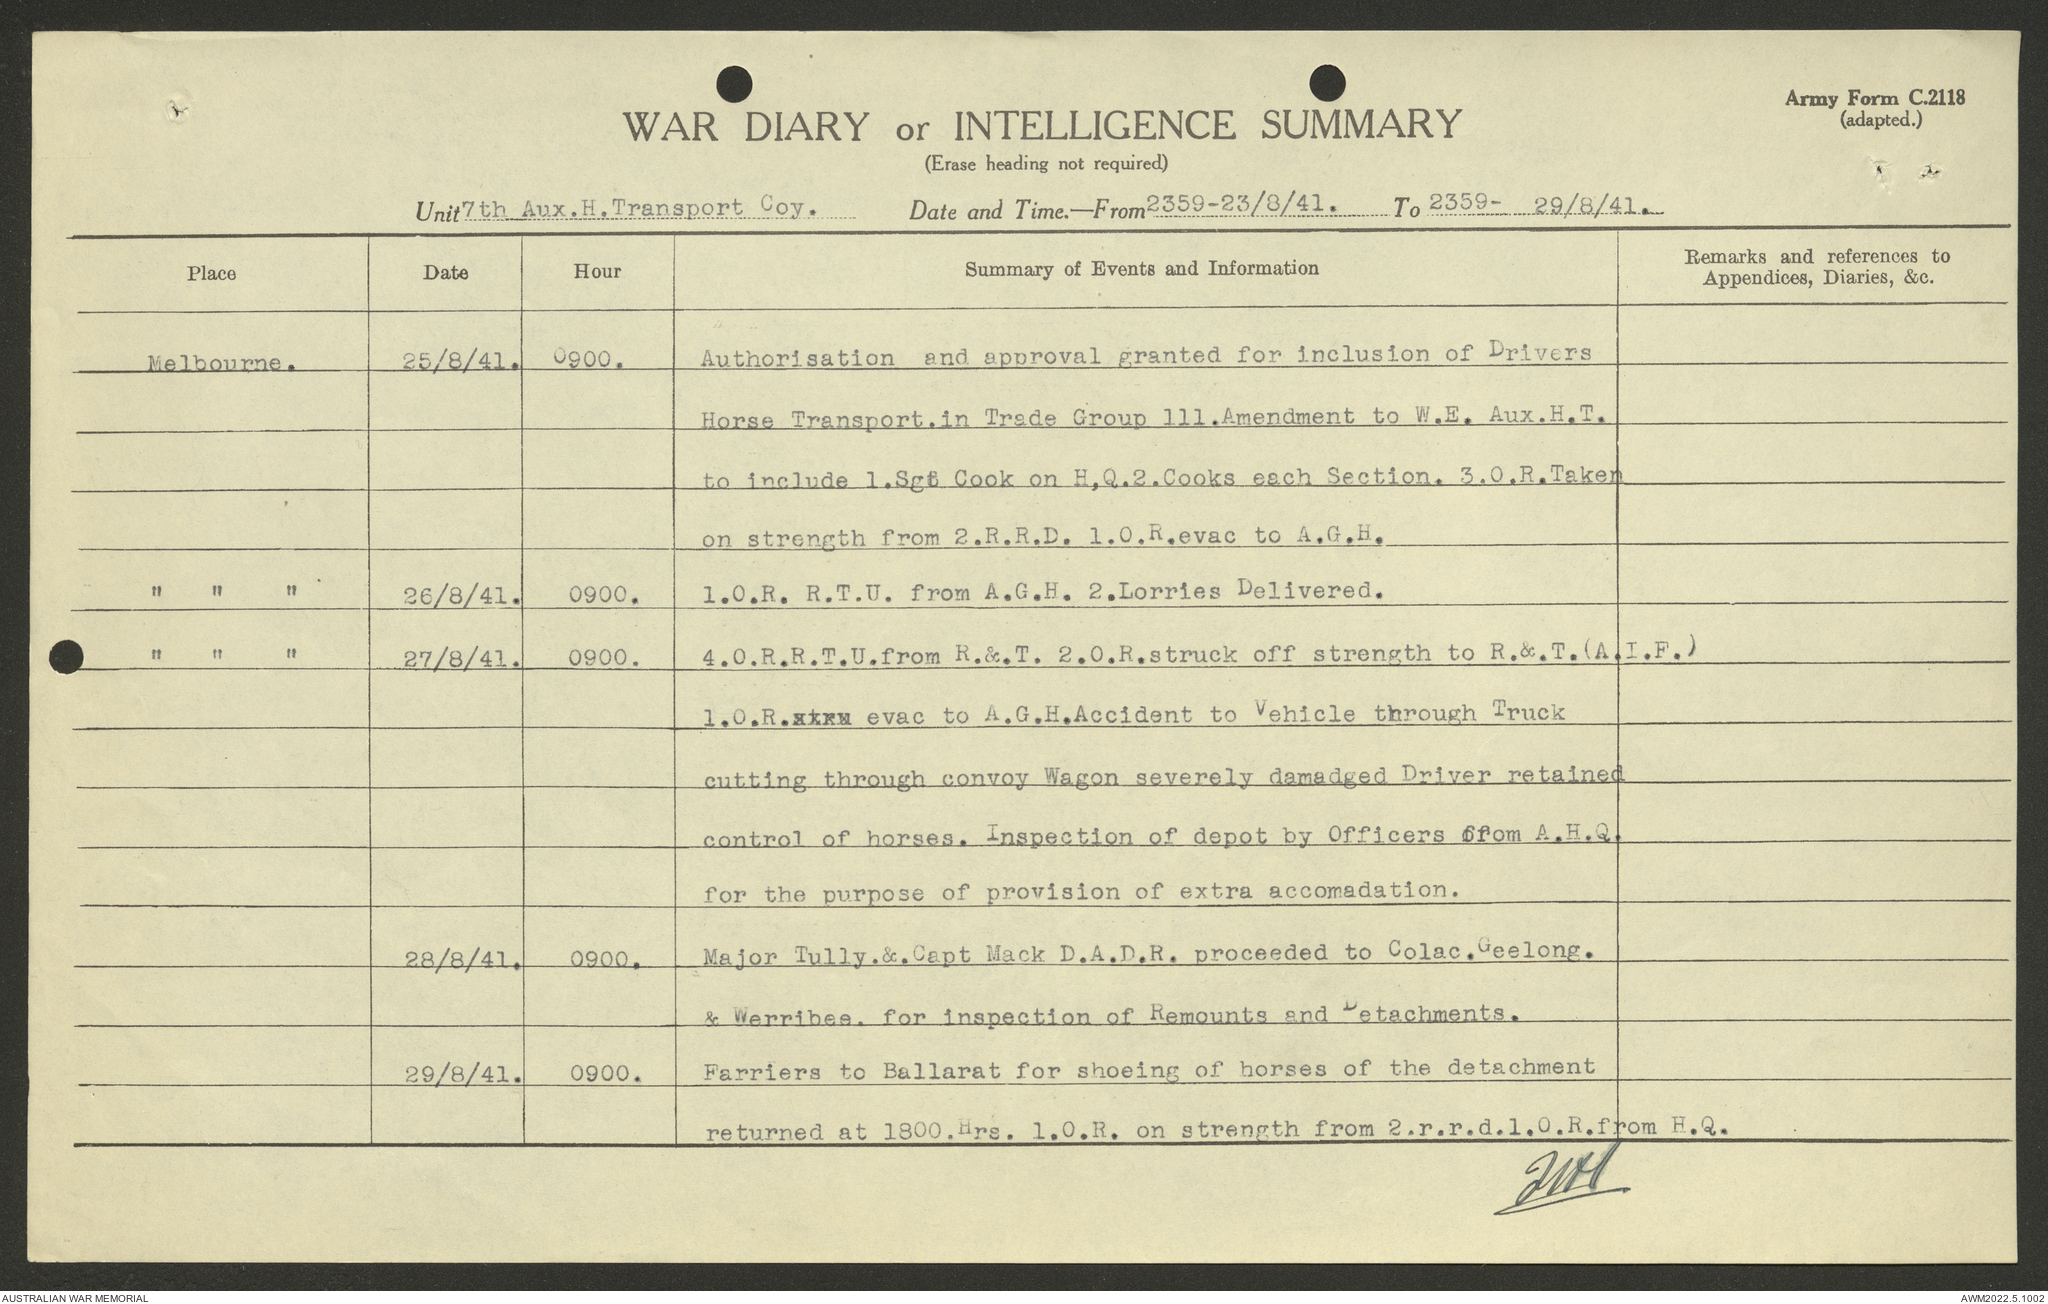 Army Form C.2118
(adapted.)
WAR DIARY or INTELLIGENCE SUMMARY
(Erase heading not required)
Unit 7th Aux.H.Transport Coy. Date and Time.—From 2359-23/8/41. To 2359- 29/8/41.
Place Date Hour Summary of Events and Information Remarks and references to
Appendices, Diaries, &c.
Melbourne. 25/8/41. 0900. Authorisation and approval granted for inclusion of Drivers
Horse Transport.in Trade Group 111.Amendment to W.E. Aux.H.T.
to include 1.Sgt Cook on H,Q.2.Cooks each Section. 3.O.R.Taken
on strength from 2.R.R.D. 1.O.R.evac to A.G.H.
" " " 26/8/41. 0900. 1.O.R. R.T.U. from A.G.H. 2.Lorries Delivered.
" " " 27/8/41. 0900. 4.O.R.R.T.U.from R.&.T. 2.O.R.struck off strength to R.&.T.(A.I.F.)
1.O.R. evac to A.G.H.Accident to Vehicle through Truck
cutting through convoy Wagon severely damadged Driver retained
control of horses. Inspection of depot by Officers from A.H.Q.
for the purpose of provision of extra accomadation.
28/8/41. 0900. Major Tully.&.Capt Mack D.A.D.R. proceeded to Colac.Geelong.
& Werribee. for inspection of Remounts and Detachments.
29/8/41. 0900. Farriers to Ballarat for shoeing of horses of the detachment
returned at 1800.Hrs. 1.O.R. on strength from 2.r.r.d.1.O.R.from H.Q.
AUSTRALIAN WAR MEMORIAL
AWM2022.5.1002